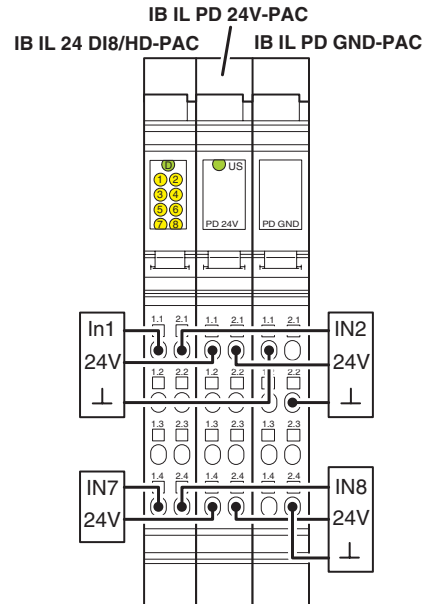 IB IL PD 24V-PAC
IB IL 24 DI8/HD-PAC IB IL PD GND-PAC
D US
1 2
3 4
5 6
7 8 PD 24V PD GND
1.1 2.1 1.1 2.1 1.1 2.1
In1 IN2
24V 24V
1.2 2.2 1.2 2.2 1.2 2.2
⊥ ⊥
1.3 2.3 1.3 2.3 1.3 2.3
1.4 2.4 1.4 2.4 1.4 2.4
IN7 IN8
24V 24V
⊥